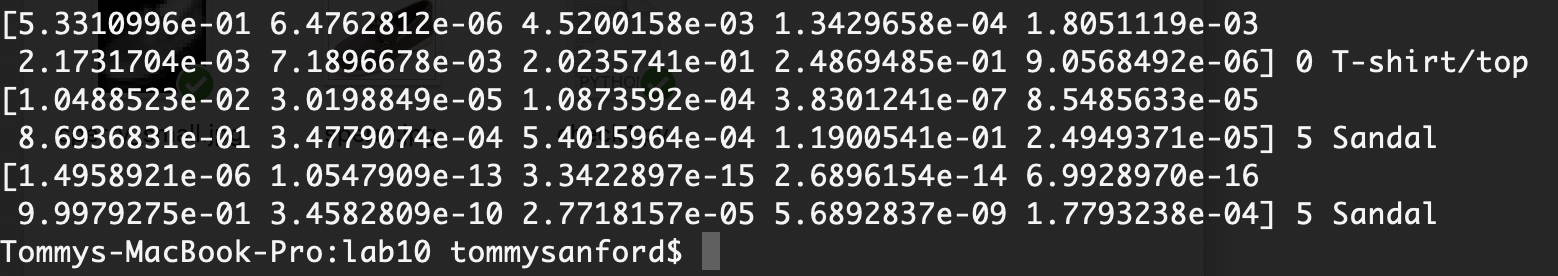 [5.3310996e-01 6.4762812e-06 4.5200158e-03 1.3429658e-04 1.8051119e-03
2.1731704e-03 7.1896678e-03 2.0235741e-01 2.4869485e-01 9.0568492e-06] 0 T-shirt/top
[1.0488523e-02 3.0198849e-05 1.0873592e-04 3.8301241e-07 8.5485633e-05
8.6936831e-01 3.4779074e-04 5.4015964e-04 1.1900541e-01 2.4949371e-05] 5 Sandal
[1.4958921e-06 1.0547909e-13 3.3422897e-15 2.6896154e-14 6.9928970e-16
9.9979275e-01 3.4582809e-10 2.7718157e-05 5.6892837e-09 1.7793238e-04] 5 Sandal
Tommys-MacBook-Pro:lab10 tommysanford$